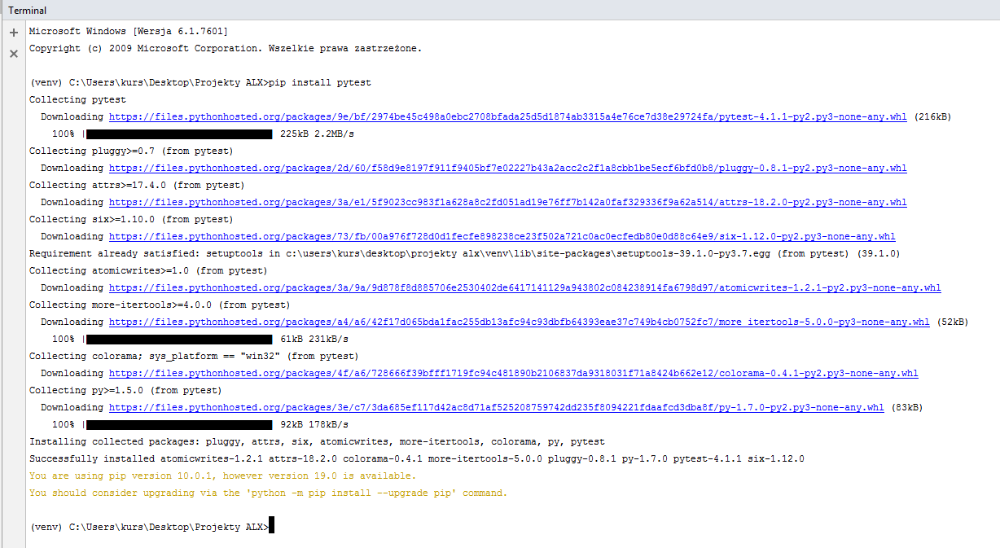 Terminal
Microsoft Windows [Wersja 6.1.7601]
Copyright (c) 2009 Microsoft Corporation. Wszelkie prawa zastrzeżone.
(venv) C:\Users\kurs\Desktop\Projekty ALX>pip install pytest
Collecting pytest
Downloading https://files.pythonhosted.org/packages/9e/bf/2974be45c498a0ebc2708bfada25d5d1874ab3315a4e76ce7d38e29724fa/pytest-4.1.1-py2.py3-none-any.whl (216kB)
100% | 225kB 2.2MB/s
Collecting pluggy>=0.7 (from pytest)
Downloading https://files.pythonhosted.org/packages/2d/60/f58d9e8197f911f9405bf7e02227b43a2acc2c2f1a8cbb1be5ecf6bfd0b8/pluggy-0.8.1-py2.py3-none-any.whl
Collecting attrs>=17.4.0 (from pytest)
Downloading https://files.pythonhosted.org/packages/3a/e1/5f9023cc983f1a628a8c2fd051ad19e76ff7b142a0faf329336f9a62a514/attrs-18.2.0-py2.py3-none-any.whl
Collecting six>=1.10.0 (from pytest)
Downloading https://files.pythonhosted.org/packages/73/fb/00a976f728d0d1fecfe898238ce23f502a721c0ac0ecfedb80e0d88c64e9/six-1.12.0-py2.py3-none-any.whl
Requirement already satisfied: setuptools in c:\users\kurs\desktop\projekty alx\venv\lib\site-packages\setuptools-39.1.0-py3.7.egg (from pytest) (39.1.0)
Collecting atomicwrites>=1.0 (from pytest)
Downloading https://files.pythonhosted.org/packages/3a/9a/9d878f8d885706e2530402de6417141129a943802c084238914fa6798d97/atomicwrites-1.2.1-py2.py3-none-any.whl
Collecting more-itertools>=4.0.0 (from pytest)
Downloading https://files.pythonhosted.org/packages/a4/a6/42f17d065bda1fac255db13afc94c93dbfb64393eae37c749b4cb0752fc7/more_itertools-5.0.0-py3-none-any.whl (52kB)
100% | 61kB 231kB/s
Collecting colorama; sys_platform == "win32" (from pytest)
Downloading https://files.pythonhosted.org/packages/4f/a6/728666f39bfff1719fc94c481890b2106837da9318031f71a8424b662e12/colorama-0.4.1-py2.py3-none-any.whl
Collecting py>=1.5.0 (from pytest)
Downloading https://files.pythonhosted.org/packages/3e/c7/3da685ef117d42ac8d71af525208759742dd235f8094221fdaafcd3dba8f/py-1.7.0-py2.py3-none-any.whl (83kB)
100% | 92kB 178kB/s
Installing collected packages: pluggy, attrs, six, atomicwrites, more-itertools, colorama, py, pytest
Successfully installed atomicwrites-1.2.1 attrs-18.2.0 colorama-0.4.1 more-itertools-5.0.0 pluggy-0.8.1 py-1.7.0 pytest-4.1.1 six-1.12.0
You are using pip version 10.0.1, however version 19.0 is available.
You should consider upgrading via the 'python -m pip install --upgrade pip' command.
(venv) C:\Users\kurs\Desktop\Projekty ALX>